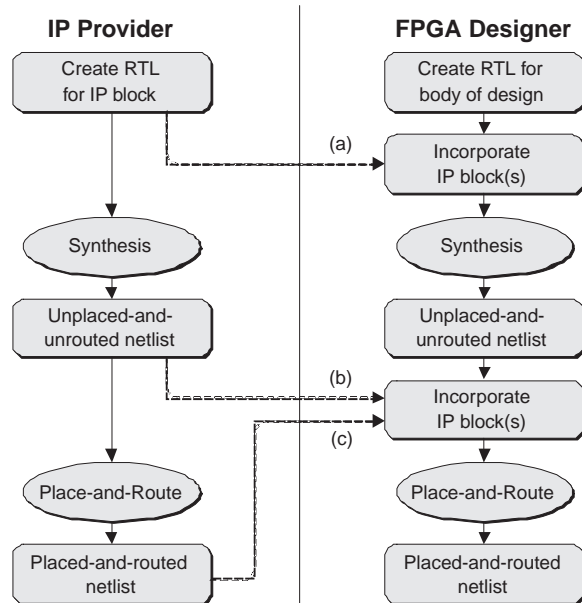 IP Provider
Create RTL
for IP block
Synthesis
Unplaced-and-
unrouted netlist
Place-and-Route
Placed-and-routed
netlist
(a)
(b)
(c)
FPGA Designer
Create RTL for
body of design
Incorporate
IP block(s)
Synthesis
Unplaced-and-
unrouted netlist
Incorporate
IP block(s)
Place-and-Route
Placed-and-routed
netlist